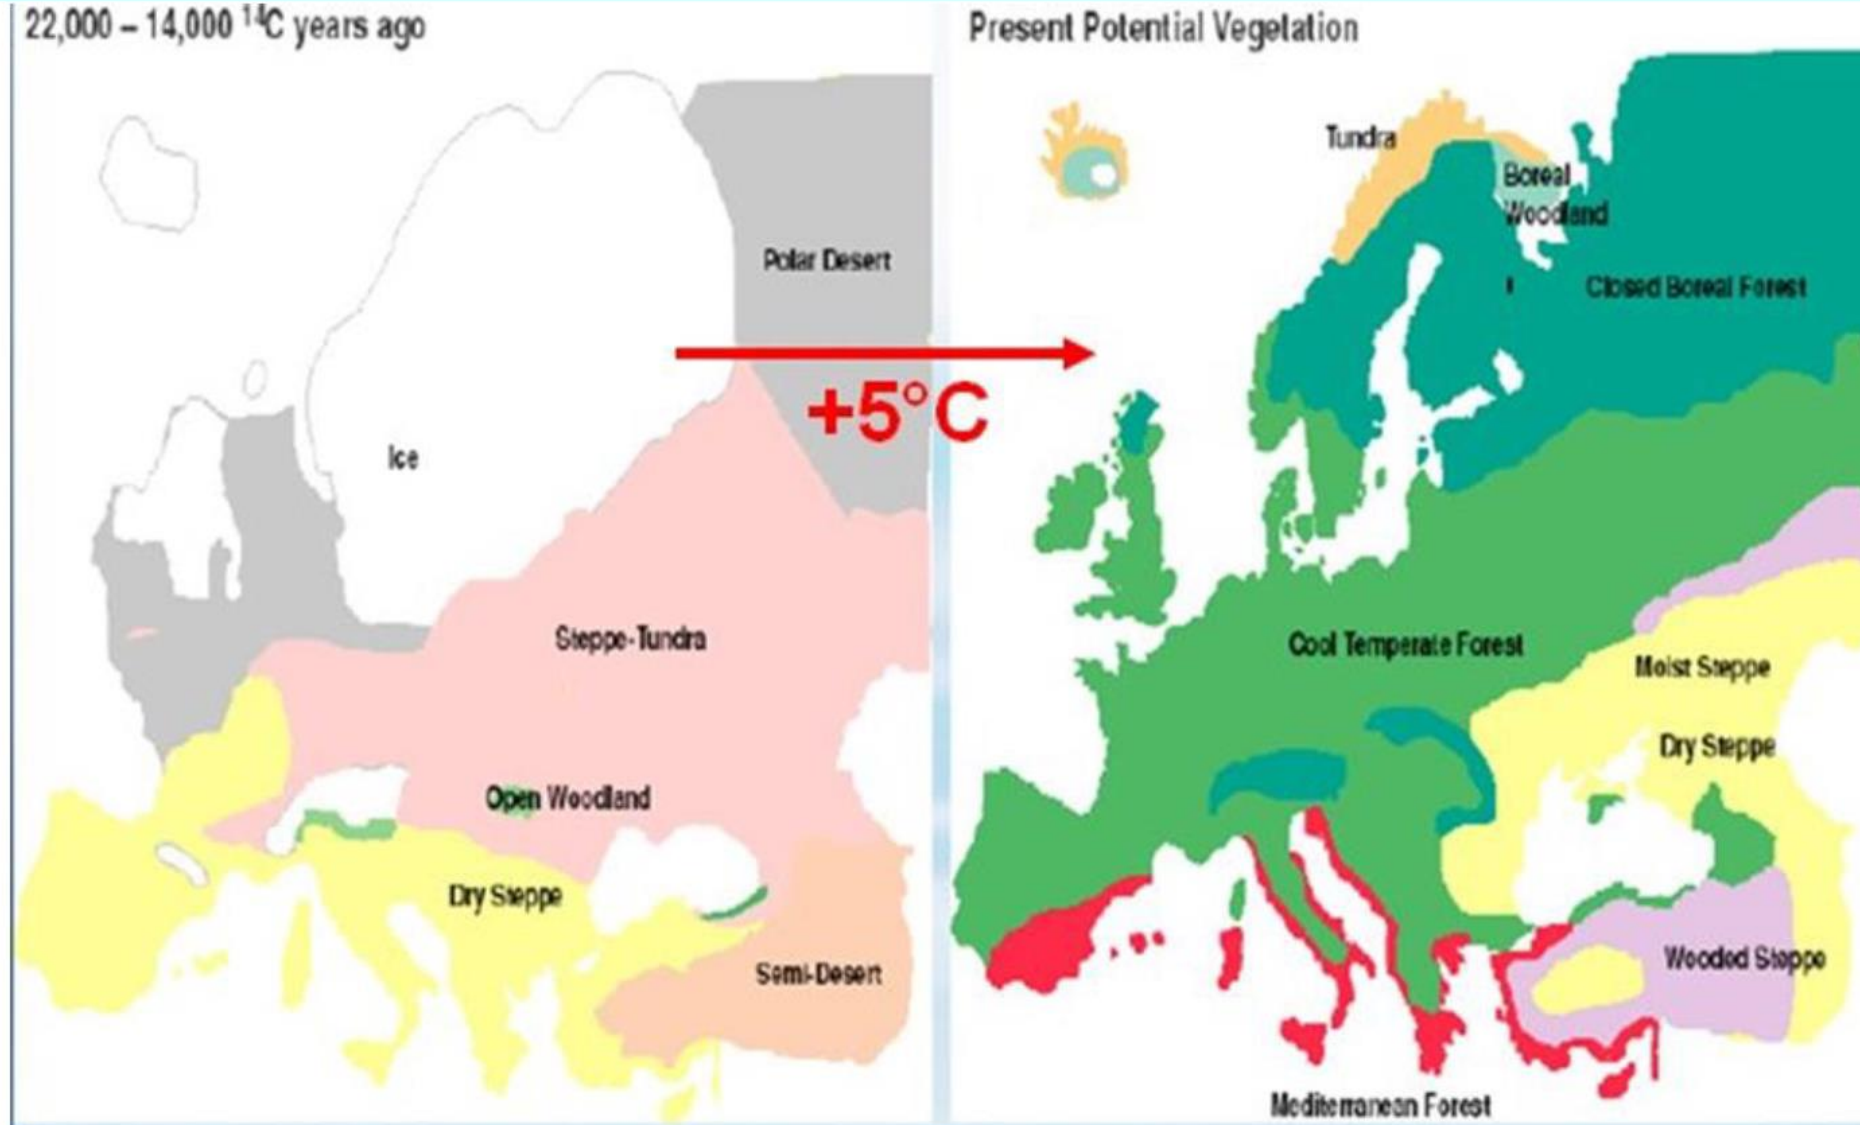 22,000 – 14,000 ¹⁴C years ago
Polar Desert
Ice
Steppe-Tundra
Open Woodland
Dry Steppe
Semi-Desert
+5°C
Present Potential Vegetation
Tundra
Boreal
Woodland
Closed Boreal Forest
Cool Temperate Forest
Moist Steppe
Dry Steppe
Wooded Steppe
Mediterranean Forest